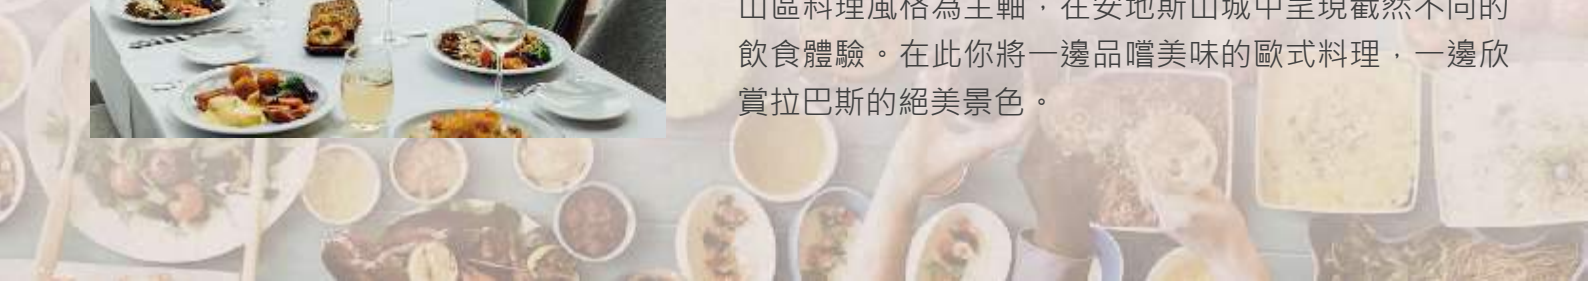 山區料理風格為主軸，在安地斯山城中呈現截然不同的
飲食體驗。在此你將一邊品嚐美味的歐式料理，一邊欣
賞拉巴斯的絕美景色。